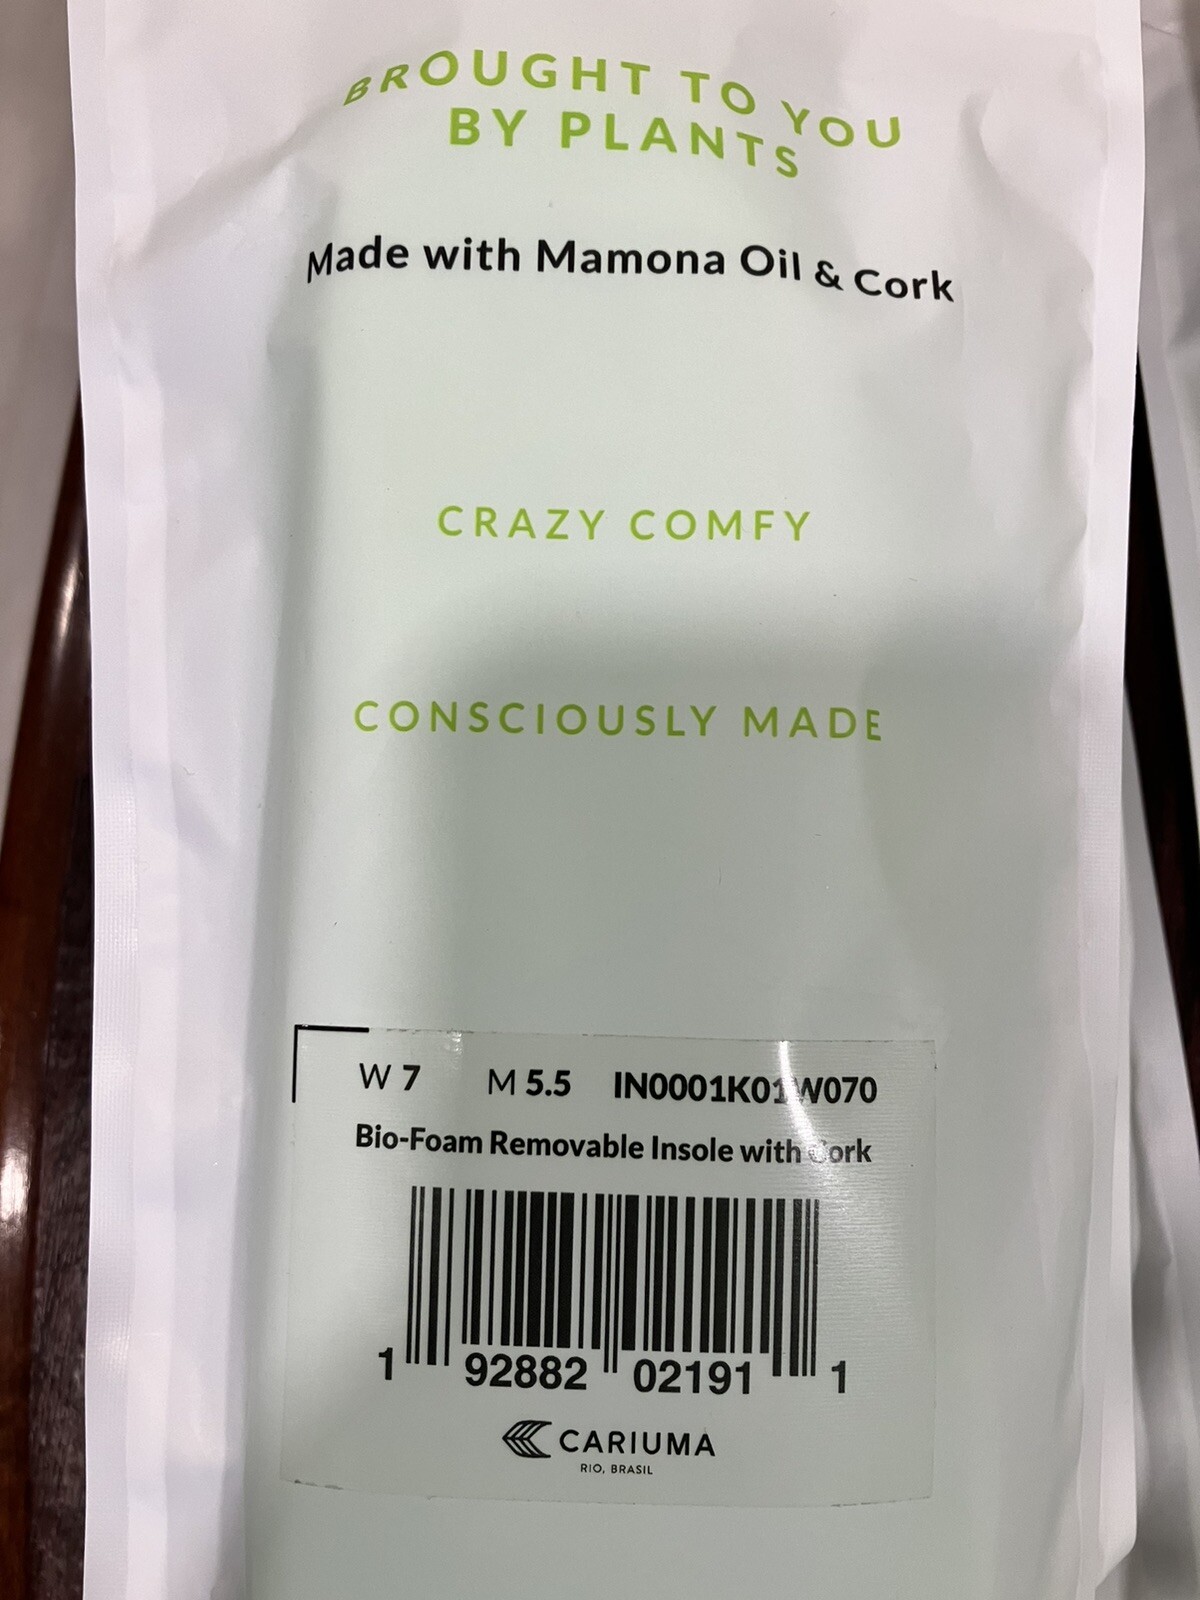 BROUGHT TO YOU
BY PLANTS
Made with Mamona Oil & Cork
CRAZY COMFY
CONSCIOUSLY MADE
W 7 M 5.5 IN0001K01W070
Bio-Foam Removable Insole with Cork
1 92882 02191 1
CARIUMA
RIO, BRASIL